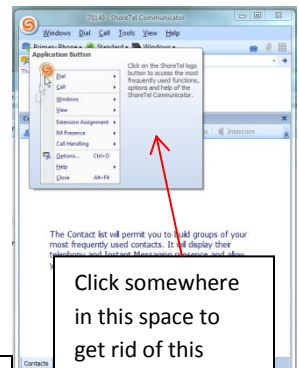 78140 - ShoreTel Communicator
Windows Dial Call Tools View Help
Primary Phone Standard Windows
Application Button
Dial
Call
Windows
View
Extension Assignment
IM Presence
Call Handling
Options... Ctrl+O
Help
Close Alt+F4
Click on the ShoreTel logo
button to access the most
frequently used functions,
options and help of the
ShoreTel Communicator.
Intercom
The Contact list will permit you to build groups of your
most frequently used contacts. It will display their
telephony and Instant Messaging presence and allow
Click somewhere
in this space to
get rid of this
Contacts